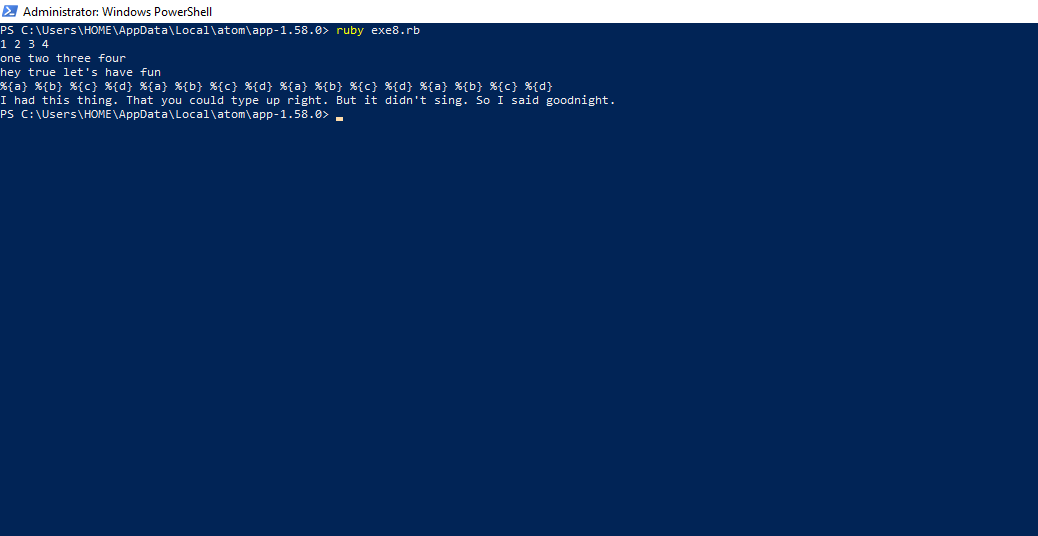 Administrator: Windows PowerShell
PS C:\Users\HOME\AppData\Local\atom\app-1.58.0> ruby exe8.rb
1 2 3 4
one two three four
hey true let's have fun
%{a} %{b} %{c} %{d} %{a} %{b} %{c} %{d} %{a} %{b} %{c} %{d} %{a} %{b} %{c} %{d}
I had this thing. That you could type up right. But it didn't sing. So I said goodnight.
PS C:\Users\HOME\AppData\Local\atom\app-1.58.0>